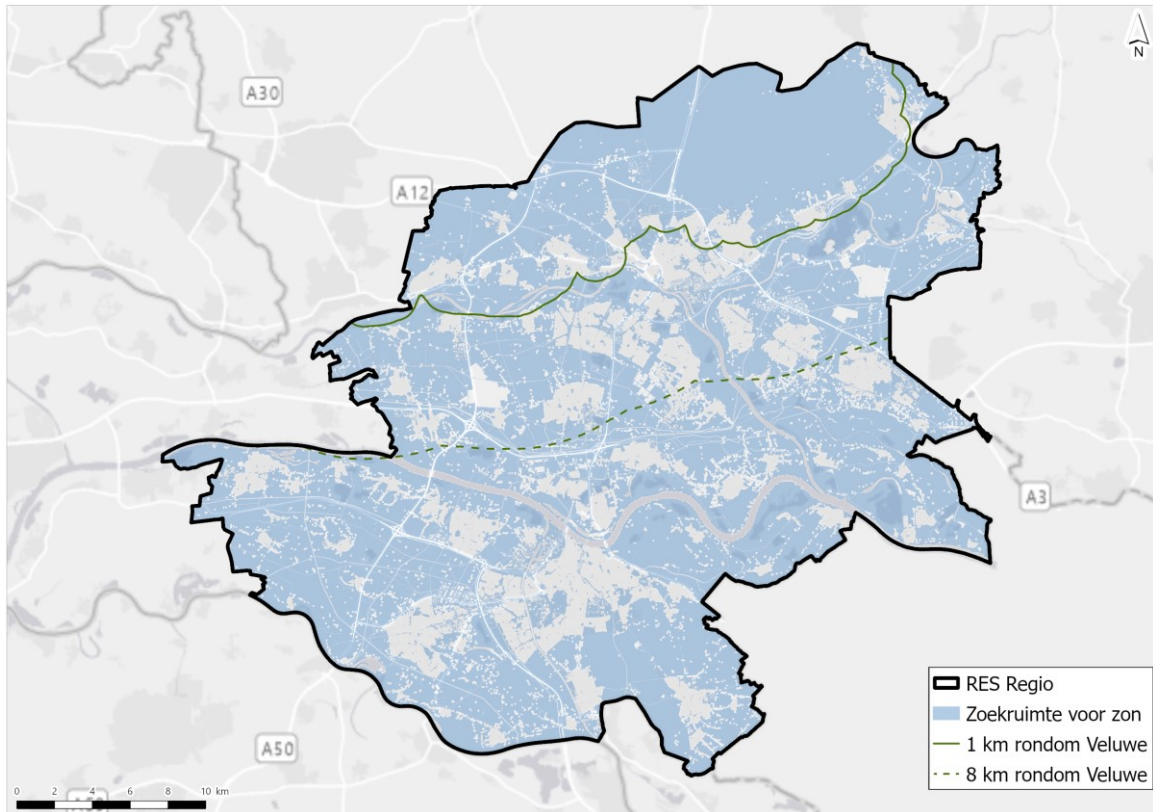 N
A30
A12
A3
A50
RES Regio
Zoekruimte voor zon
1 km rondom Veluwe
8 km rondom Veluwe
0 2 4 6 8 10 km